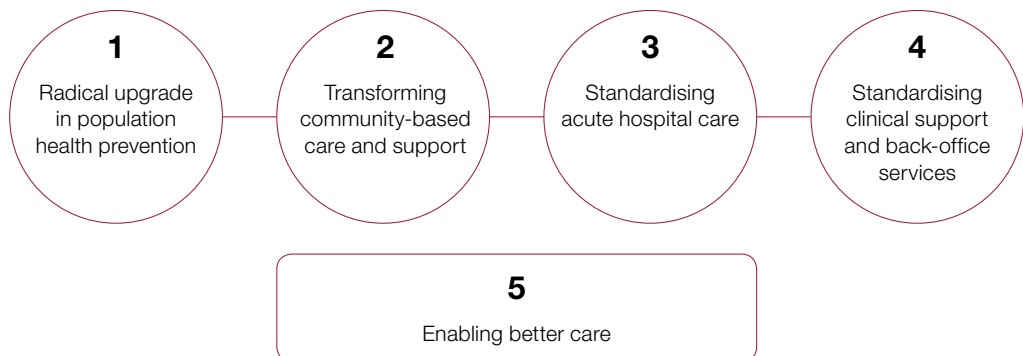 1
Radical upgrade
in population
health prevention
2
Transforming
community-based
care and support
3
Standardising
acute hospital care
4
Standardising
clinical support
and back-office
services
5
Enabling better care